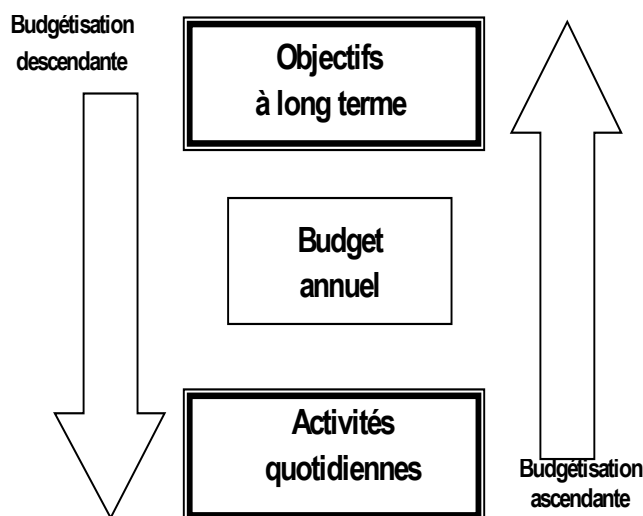 Budgétisation
descendante
Objectifs
à long terme
Budget
annuel
Activités
quotidiennes
Budgétisation
ascendante